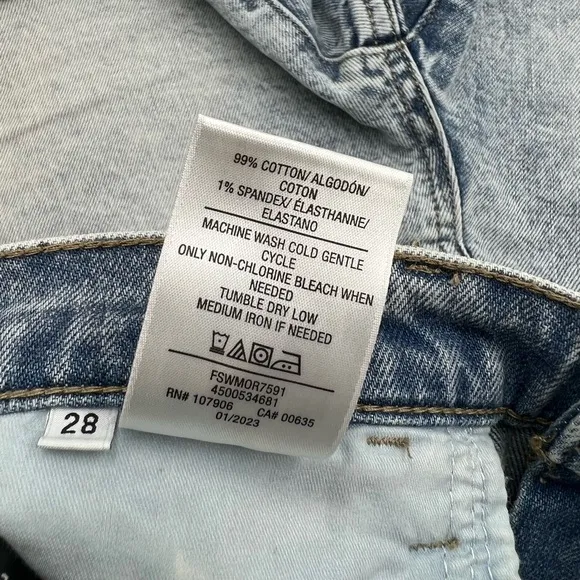 99% COTTON/ ALGODÓN/
COTON
1% SPANDEX/ ÉLASTHANNE/
ELASTANO
MACHINE WASH COLD GENTLE
CYCLE
ONLY NON-CHLORINE BLEACH WHEN
NEEDED
TUMBLE DRY LOW
MEDIUM IRON IF NEEDED
FSWMOR7591
4500534681
RN# 107906 CA# 00635
01/2023
28